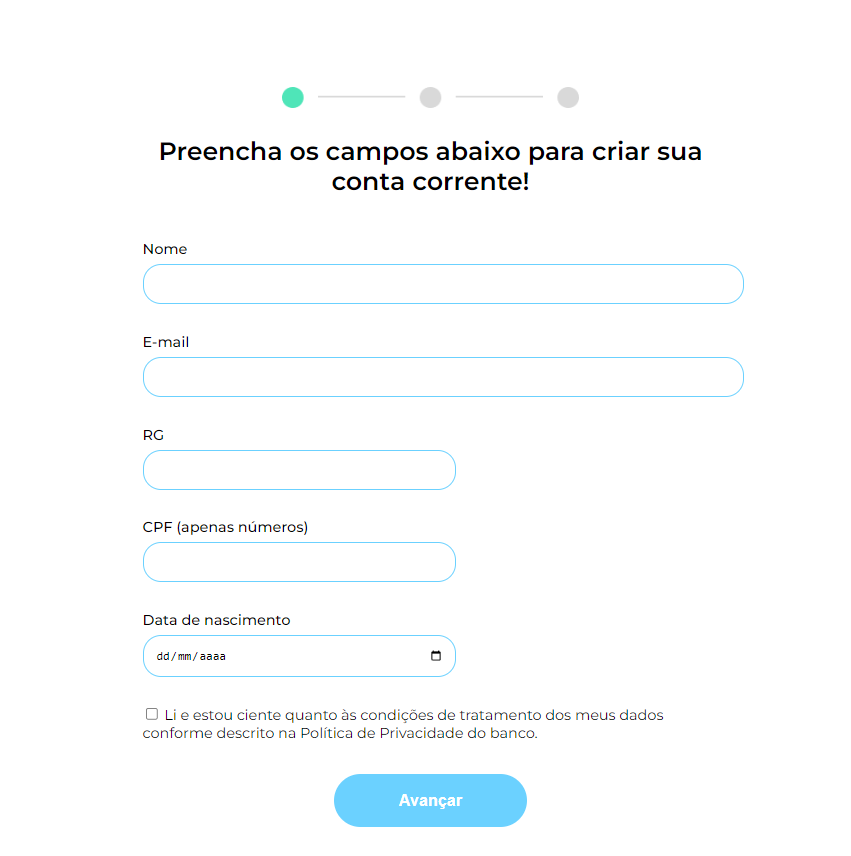 Preencha os campos abaixo para criar sua
conta corrente!
Nome
E-mail
RG
CPF (apenas números)
Data de nascimento
dd/mm/aaaa
Li e estou ciente quanto às condições de tratamento dos meus dados
conforme descrito na Política de Privacidade do banco.
Avançar